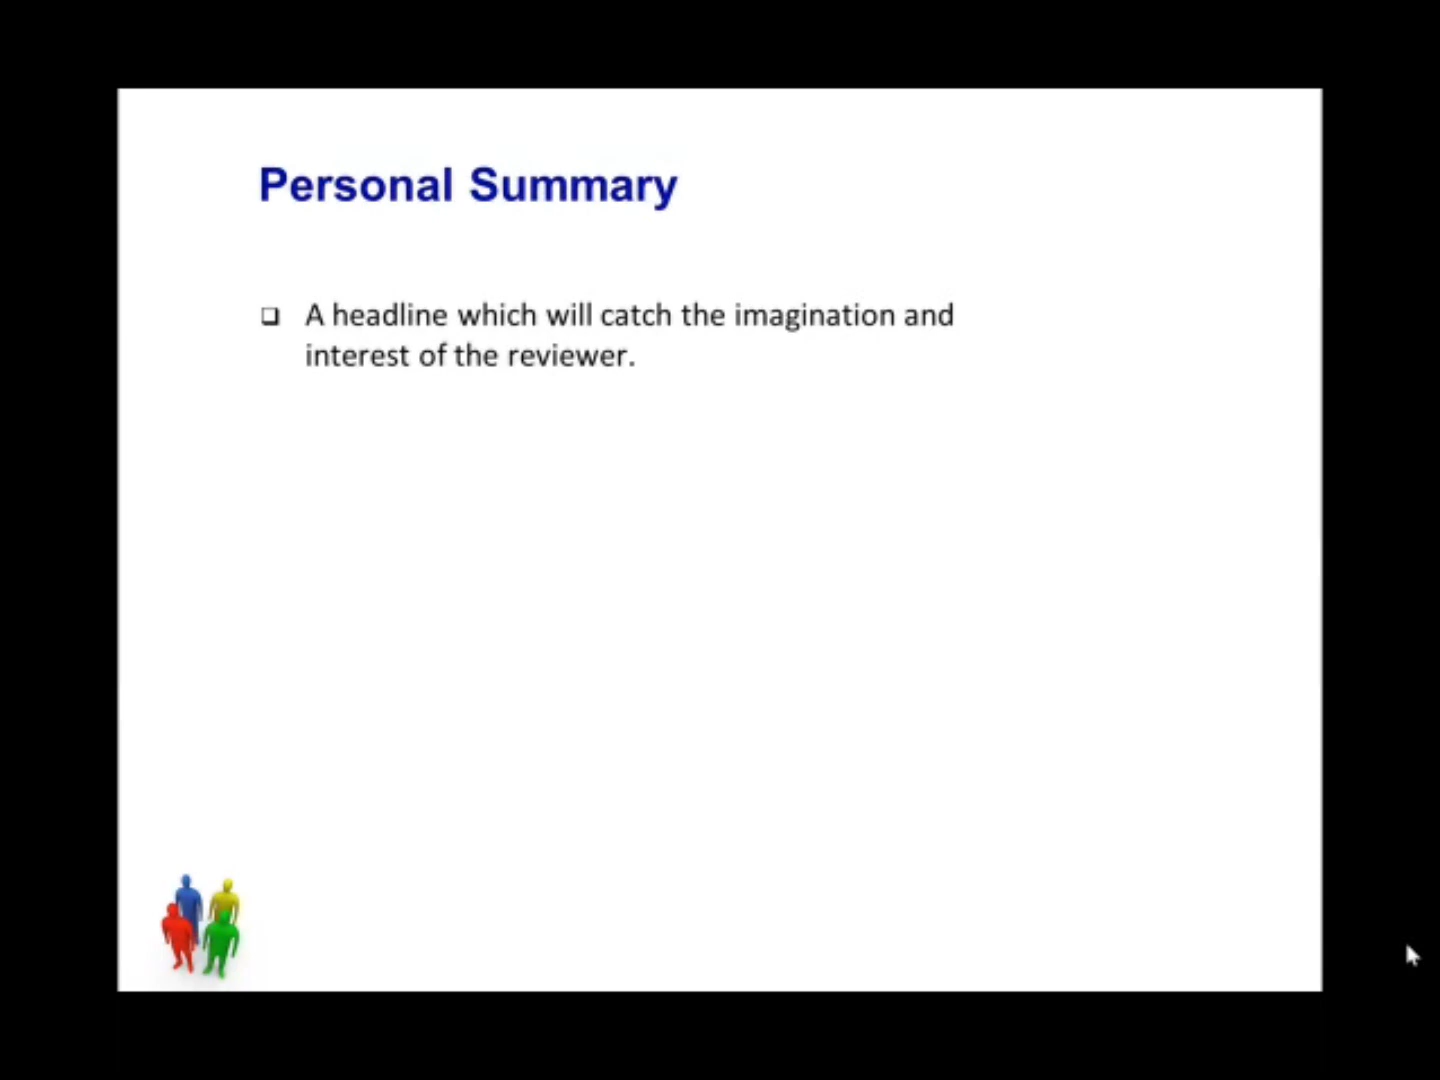 Personal Summary
A headline which will catch the imagination and
interest of the reviewer.